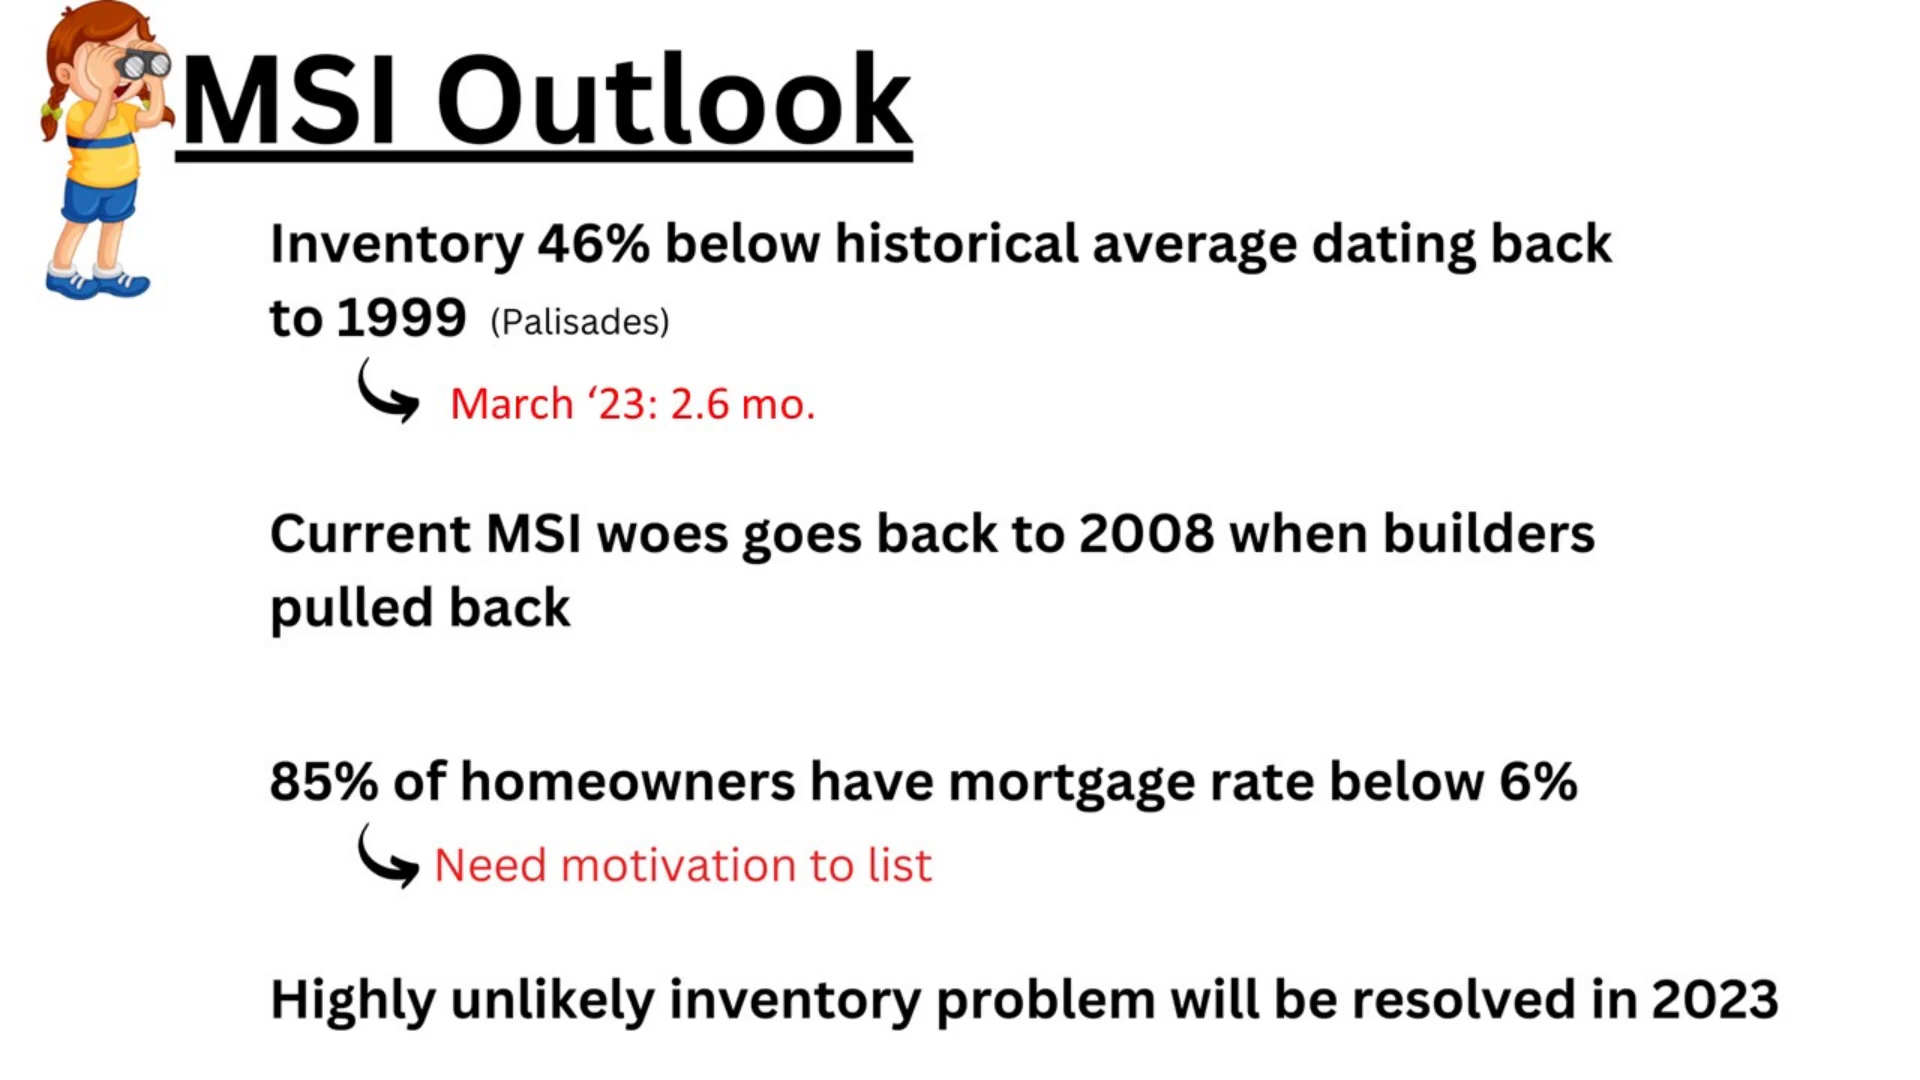 MSI Outlook
Inventory 46% below historical average dating back
to 1999 (Palisades)
March ‘23: 2.6 mo.
Current MSI woes goes back to 2008 when builders
pulled back
85% of homeowners have mortgage rate below 6%
Need motivation to list
Highly unlikely inventory problem will be resolved in 2023